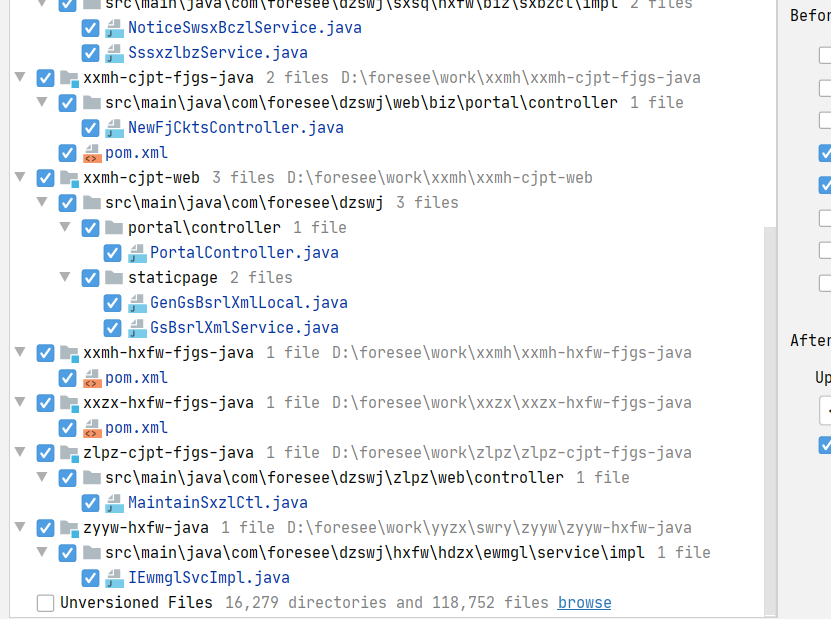 src\main\java\com\foresee\dzswj\sxsq\hxfw\biz\sxbzcl\impl 2 files
NoticeSwsxBczlService.java
SssxzlbzService.java
xxmh-cjpt-fjgs-java 2 files D:\foresee\work\xxmh\xxmh-cjpt-fjgs-java
src\main\java\com\foresee\dzswj\web\biz\portal\controller 1 file
NewFjCktsController.java
pom.xml
xxmh-cjpt-web 3 files D:\foresee\work\xxmh\xxmh-cjpt-web
src\main\java\com\foresee\dzswj 3 files
portal\controller 1 file
PortalController.java
staticpage 2 files
GenGsBsrlXmlLocal.java
GsBsrlXmlService.java
xxmh-hxfw-fjgs-java 1 file D:\foresee\work\xxmh\xxmh-hxfw-fjgs-java
pom.xml
xxzx-hxfw-fjgs-java 1 file D:\foresee\work\xxzx\xxzx-hxfw-fjgs-java
pom.xml
zlpz-cjpt-fjgs-java 1 file D:\foresee\work\zlpz\zlpz-cjpt-fjgs-java
src\main\java\com\foresee\dzswj\zlpz\web\controller 1 file
MaintainSxzlCtl.java
zyyw-hxfw-java 1 file D:\foresee\work\yyzx\swry\zyyw\zyyw-hxfw-java
src\main\java\com\foresee\dzswj\hxfw\hdzx\ewmgl\service\impl 1 file
IEwmglSvcImpl.java
Unversioned Files 16,279 directories and 118,752 files browse
Befor
After
Up